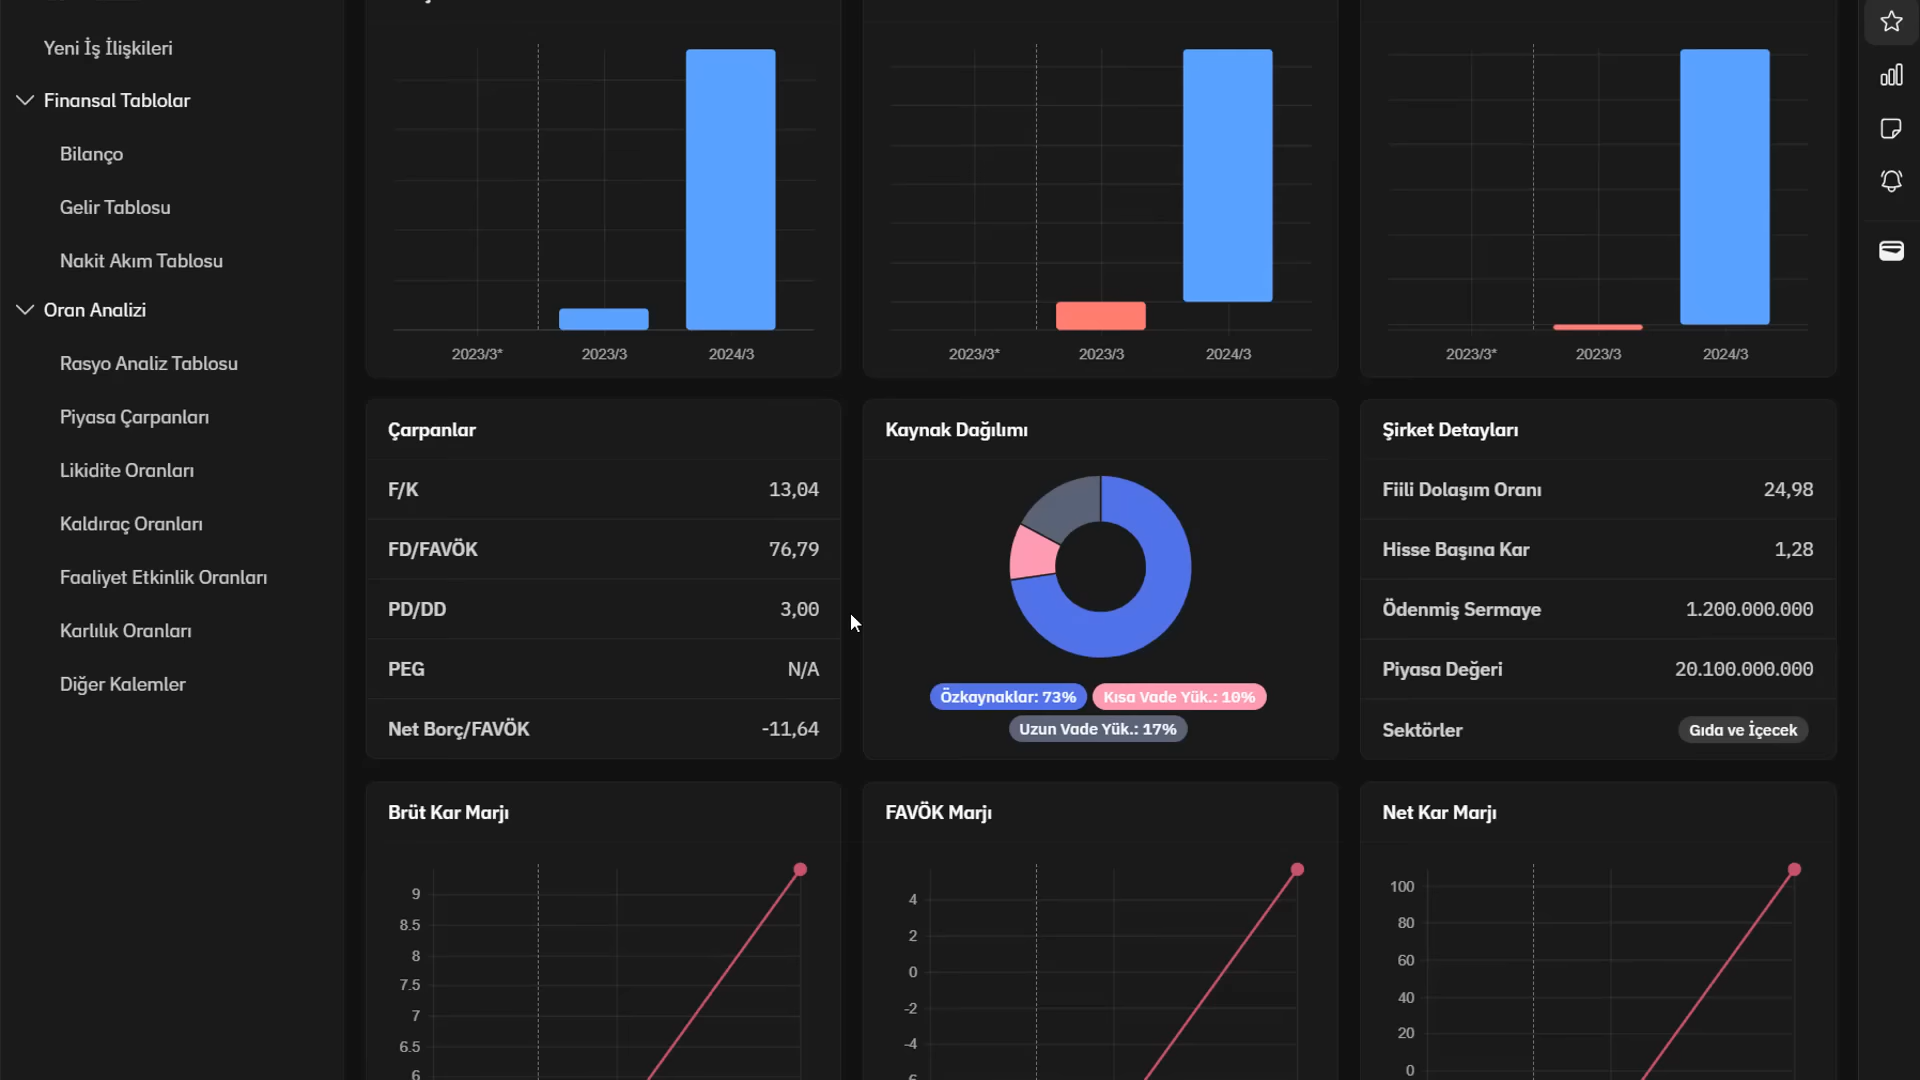 Yeni İş İlişkileri
Finansal Tablolar
Bilanço
Gelir Tablosu
Nakit Akım Tablosu
Oran Analizi
Rasyo Analiz Tablosu
Piyasa Çarpanları
Likidite Oranları
Kaldıraç Oranları
Faaliyet Etkinlik Oranları
Karlılık Oranları
Diğer Kalemler
2023/3* 2023/3 2024/3
2023/3* 2023/3 2024/3
2023/3* 2023/3 2024/3
Çarpanlar
F/K 13,04
FD/FAVÖK 76,79
PD/DD 3,00
PEG N/A
Net Borç/FAVÖK -11,64
Kaynak Dağılımı
Özkaynaklar: 73% Kısa Vade Yük.: 10%
Uzun Vade Yük.: 17%
Şirket Detayları
Fiili Dolaşım Oranı 24,98
Hisse Başına Kar 1,28
Ödenmiş Sermaye 1.200.000.000
Piyasa Değeri 20.100.000.000
Sektörler Gıda ve İçecek
Brüt Kar Marjı
9
8.5
8
7.5
7
6.5
6
FAVÖK Marjı
4
2
0
-2
-4
Net Kar Marjı
100
80
60
40
20
0